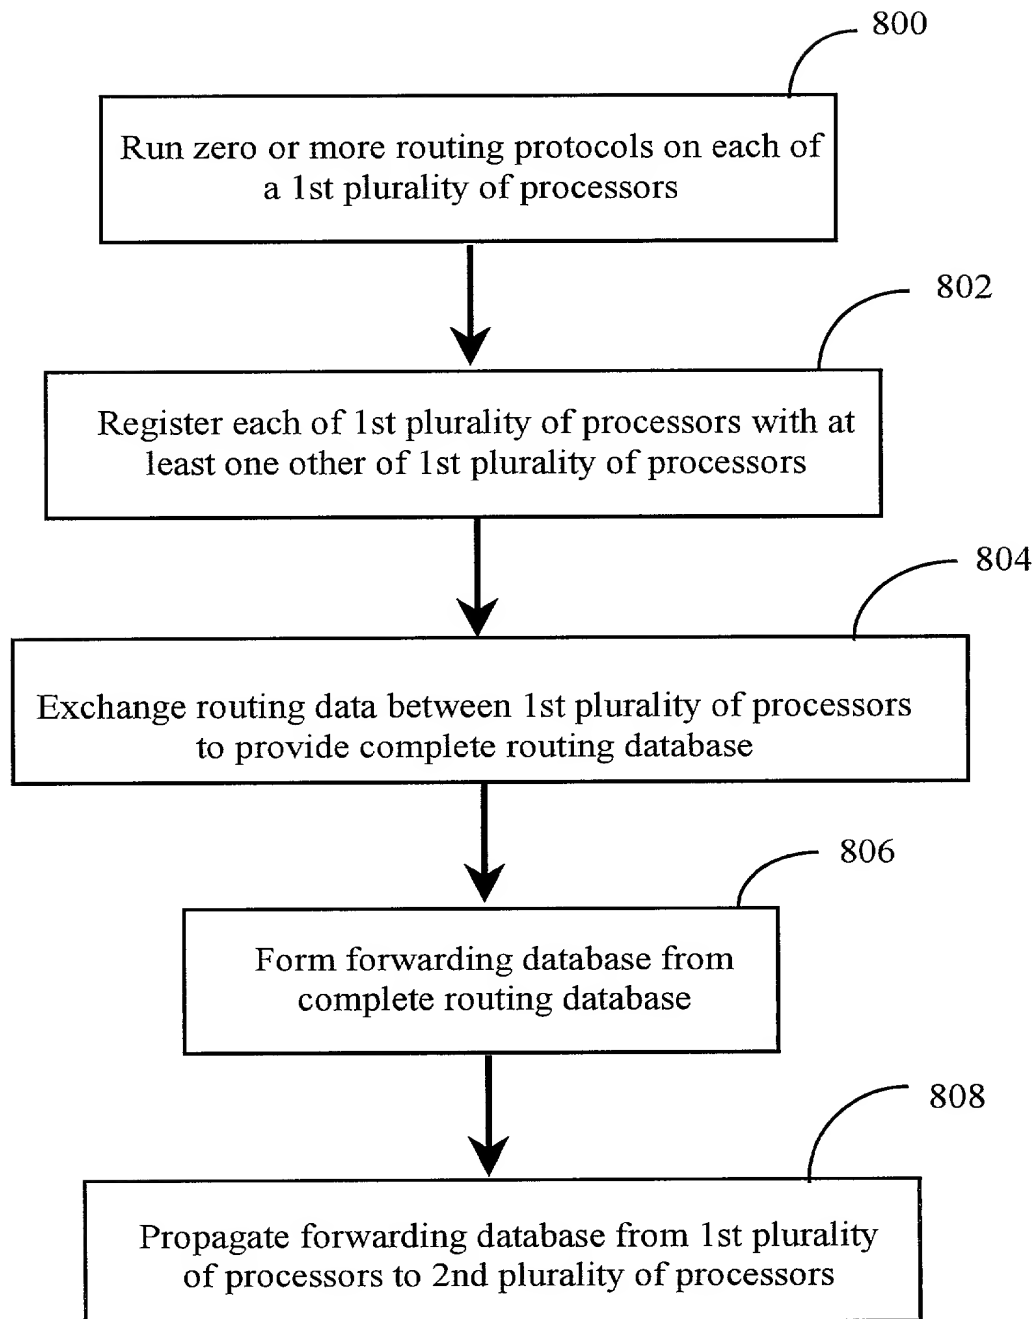 800
Run zero or more routing protocols on each of
a 1st plurality of processors
802
Register each of 1st plurality of processors with at
least one other of 1st plurality of processors
804
Exchange routing data between 1st plurality of processors
to provide complete routing database
806
Form forwarding database from
complete routing database
808
Propagate forwarding database from 1st plurality
of processors to 2nd plurality of processors